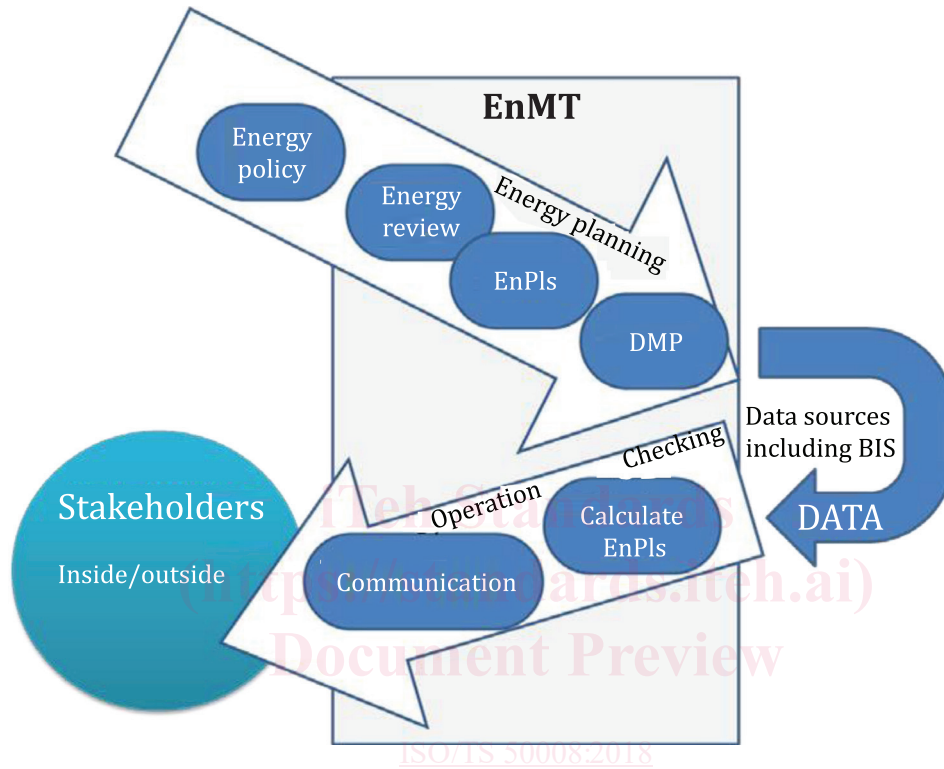 EnMT
Energy
policy
Energy
review
Energy planning
EnPls
DMP
Data sources
including BIS
DATA
Checking
Operation
Calculate
EnPls
Communication
Stakeholders
Inside/outside
iTeh Standards
(https://standards.iteh.ai)
Document Preview
ISO/TS 50008:2018